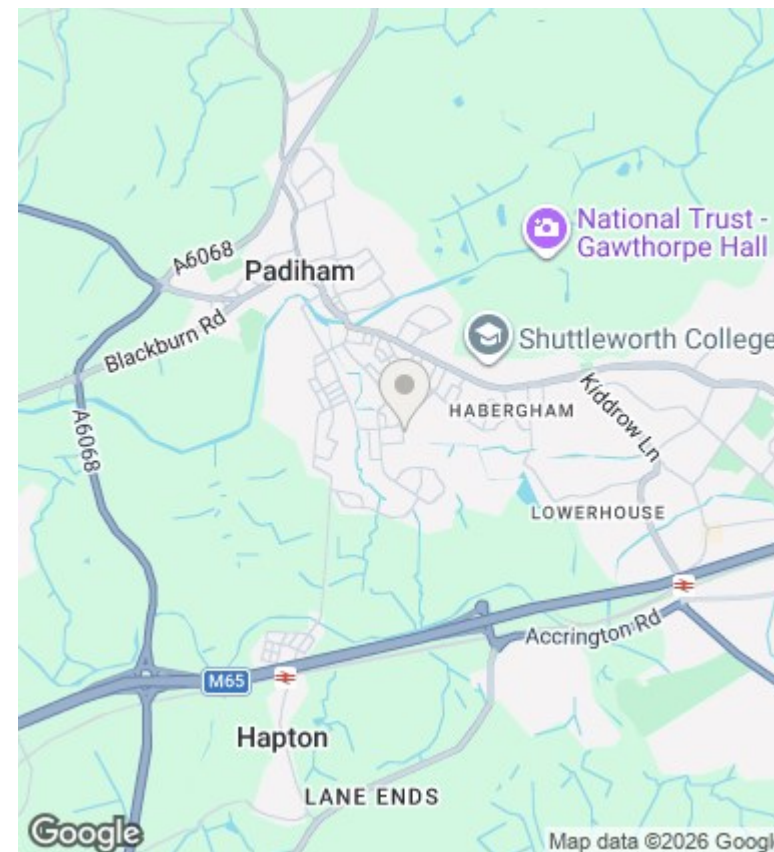 National Trust -
Gawthorpe Hall
A6068
Padiham
Blackburn Rd
Shuttleworth College
Kiddrow Ln
HABERGHAM
A6068
LOWERHOUSE
Accrington Rd
M65
Hapton
LANE ENDS
Google
Map data ©2026 Google